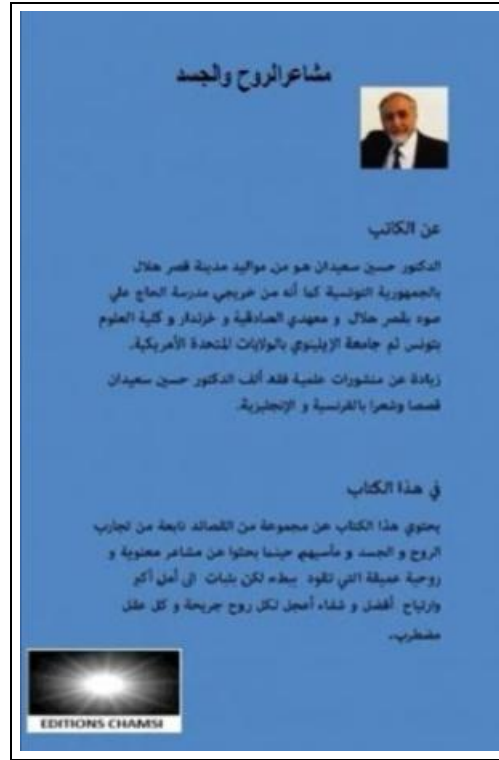 مشاعر الروح والجسد
عن الكاتب
الدكتور حسين سعيدان هو من مواليد مدينة قصر هلال
بالجمهورية التونسية كما أنه من خريجي مدرسة الحاج علي
صوه بقصر هلال و معهدي الصادقية و خزندار و كلية العلوم
بتونس ثم جامعة الإيلينوي بالولايات المتحدة الأمريكية.
زيادة عن منشورات علمية فقد ألف الدكتور حسين سعيدان
قصصا وشعرا بالفرنسية و الإنجليزية.
في هذا الكتاب
يحتوي هذا الكتاب عن مجموعة من القصائد نابعة من تجارب
الروح و الجسد و مآسيهم حينما بحثوا عن مشاعر معنوية و
روحية عميقة التي تقود ببطء لكن بثبات الى أمل أكبر
وارتياح أفضل و شفاء أعجل لكل روح جريحة و كل عقل
مضطرب.
EDITIONS CHAMSI